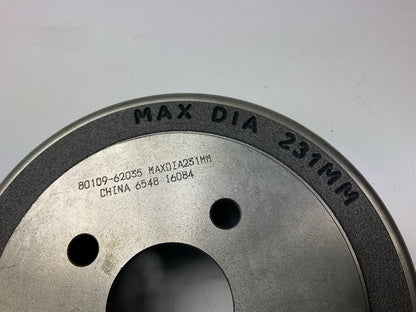 MAX DIA 231MM
80109-62035 MAXDIA231MM
CHINA 6548 16084